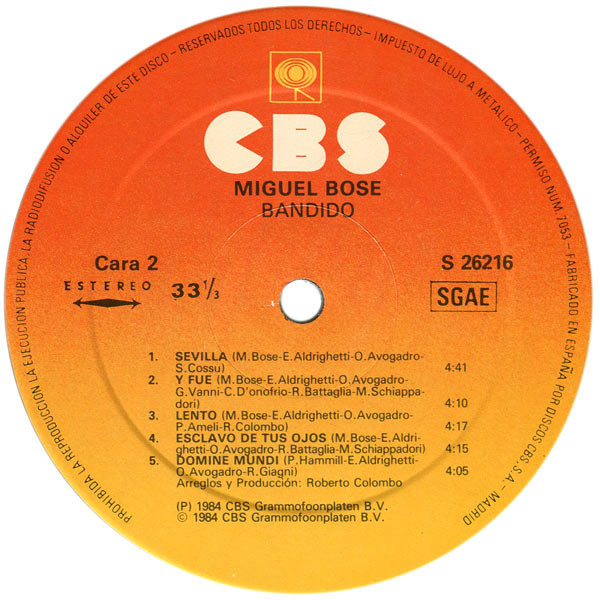 PROHIBIDA LA REPRODUCCION, LA EJECUCION PUBLICA, LA RADIODIFUSION O ALQUILER DE ESTE DISCO – RESERVADOS TODOS LOS DERECHOS – IMPUESTO DE LUJO A METALICO – PERMISO NUM. 7053 – FABRICADO EN ESPAÑA POR DISCOS CBS S.A. – MADRID
CBS
MIGUEL BOSE
BANDIDO
Cara 2
S 26216
ESTEREO
33 1/3
SGAE
1. SEVILLA (M.Bose-E.Aldrighetti-O.Avogadro-
S.Cossu) 4:41
2. Y FUE (M.Bose-E.Aldrighetti-O.Avogadro-
G.Vanni-C.D'onofrio-R.Battaglia-M.Schiappa-
dori) 4:10
3. LENTO (M.Bose-E.Aldrighetti-O.Avogadro-
P.Ameli-R.Colombo) 4:17
4. ESCLAVO DE TUS OJOS (M.Bose-E.Aldri-
ghetti-O.Avogadro-R.Battaglia-M.Schiappadori) 4:15
5. DOMINE MUNDI (P.Hammill-E.Aldrighetti-
O.Avogadro-R.Giagni) 4:05
Arreglos y Producción: Roberto Colombo
(P) 1984 CBS Grammofoonplaten B.V.
© 1984 CBS Grammofoonplaten B.V.